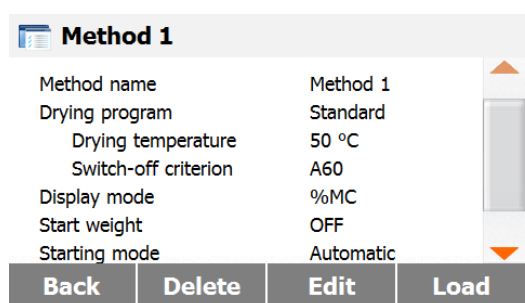 Method 1
Method name Method 1
Drying program Standard
Drying temperature 50 ºC
Switch-off criterion A60
Display mode %MC
Start weight OFF
Starting mode Automatic
Back Delete Edit Load